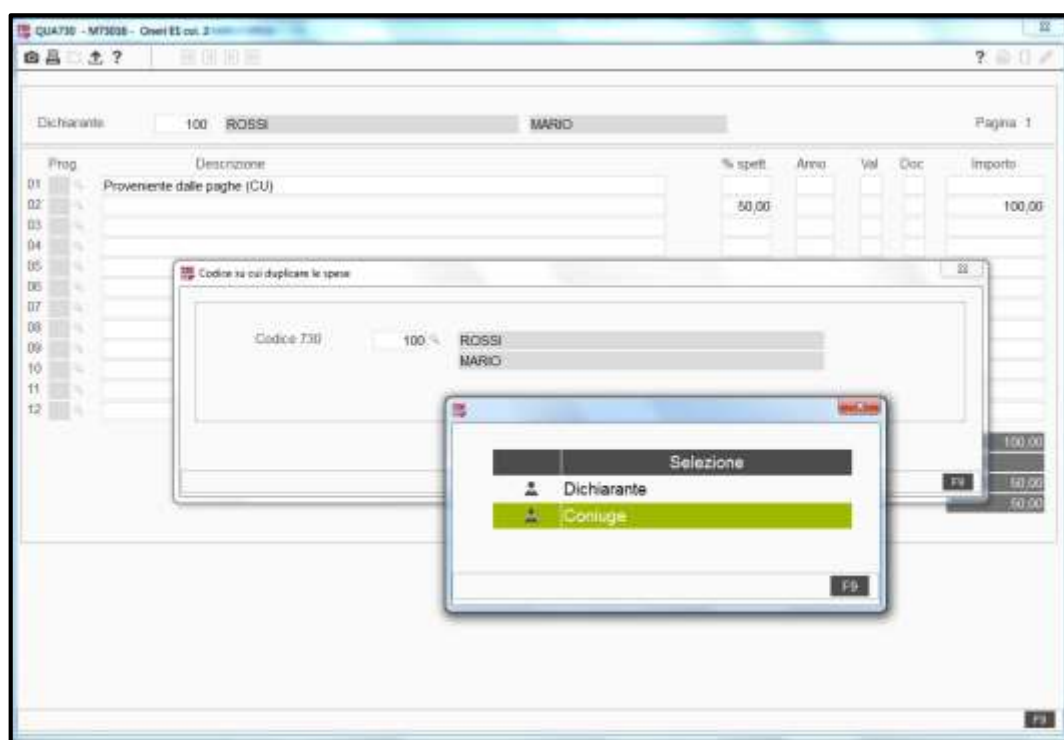 QUA730 - M73038 - Oneri E5 col. 2
?
?
Dichiarante 100 ROSSI MARIO Pagina 1
Prog Descrizione % spett. Anno Val Doc Importo
01 Proveniente dalle paghe (CU)
02 50,00 100,00
03
04
05
06
07
08
09
10
11
12
Codice su cui duplicare le spese
Codice 730 100 ROSSI
MARIO
F9
Selezione
Dichiarante
Coniuge
F9
100,00
50,00
50,00
F9